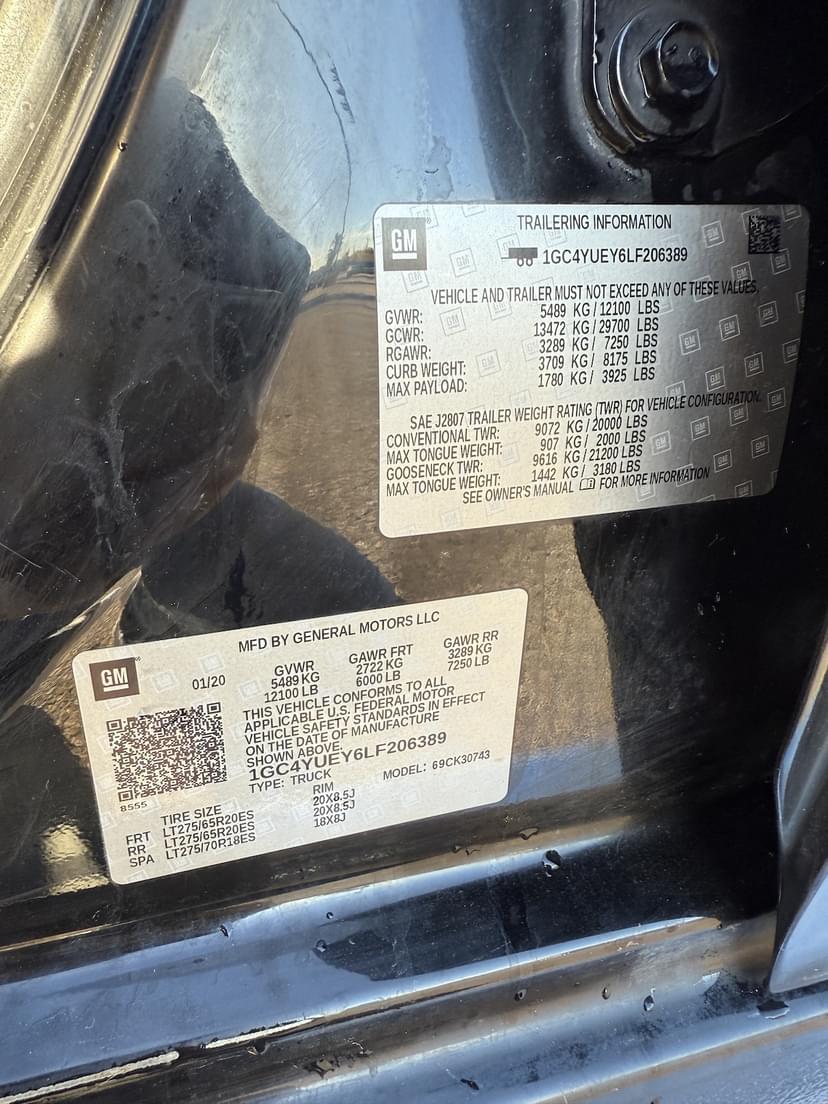 GM
TRAILERING INFORMATION
1GC4YUEY6LF206389
VEHICLE AND TRAILER MUST NOT EXCEED ANY OF THESE VALUES.
GVWR: 5489 KG / 12100 LBS
GCWR: 13472 KG / 29700 LBS
RGAWR: 3289 KG / 7250 LBS
CURB WEIGHT: 3709 KG / 8175 LBS
MAX PAYLOAD: 1780 KG / 3925 LBS
SAE J2807 TRAILER WEIGHT RATING (TWR) FOR VEHICLE CONFIGURATION.
CONVENTIONAL TWR: 9072 KG / 20000 LBS
MAX TONGUE WEIGHT: 907 KG / 2000 LBS
GOOSENECK TWR: 9616 KG / 21200 LBS
MAX TONGUE WEIGHT: 1442 KG / 3180 LBS
SEE OWNER'S MANUAL FOR MORE INFORMATION
MFD BY GENERAL MOTORS LLC
GM
01/20
GVWR GAWR FRT GAWR RR
5489 KG 2722 KG 3289 KG
12100 LB 6000 LB 7250 LB
THIS VEHICLE CONFORMS TO ALL
APPLICABLE U.S. FEDERAL MOTOR
VEHICLE SAFETY STANDARDS IN EFFECT
ON THE DATE OF MANUFACTURE
SHOWN ABOVE.
1GC4YUEY6LF206389
TYPE: TRUCK MODEL: 69CK30743
8555
TIRE SIZE RIM
FRT LT275/65R20ES 20X8.5J
RR LT275/65R20ES 20X8.5J
SPA LT275/70R18ES 18X8J